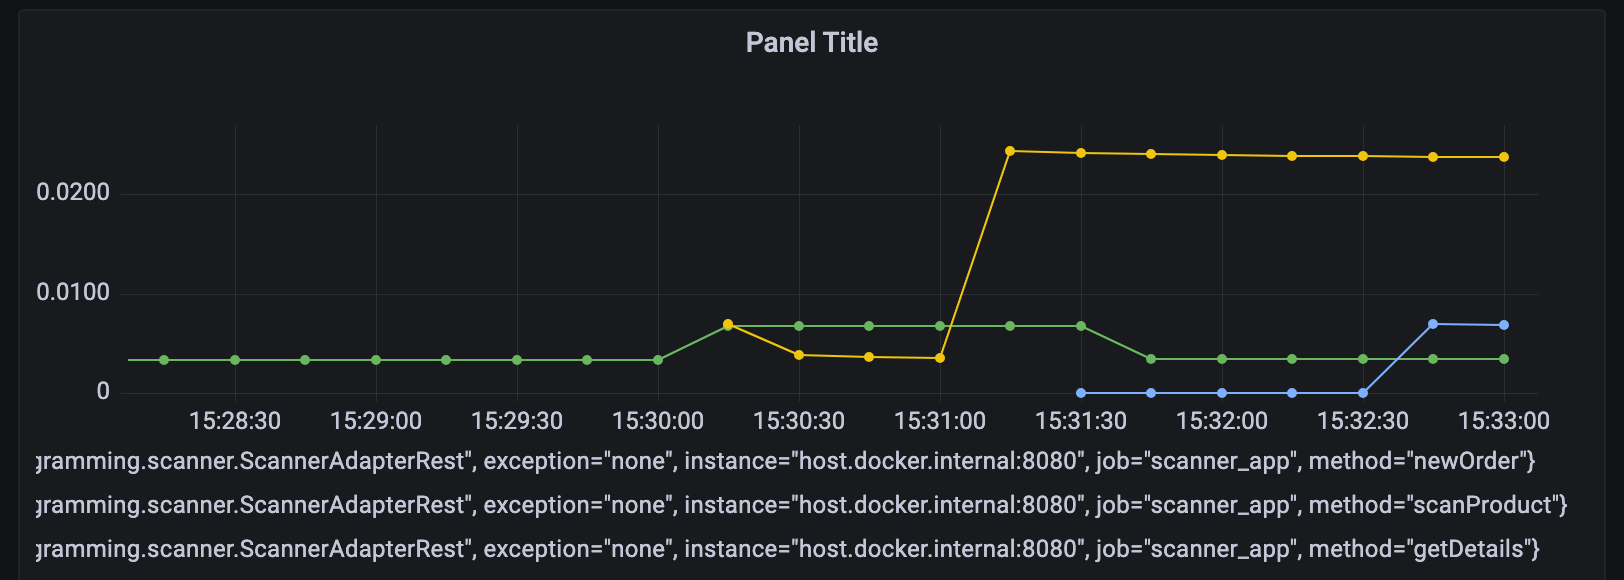 Panel Title
0.0200
0.0100
0
15:28:30 15:29:00 15:29:30 15:30:00 15:30:30 15:31:00 15:31:30 15:32:00 15:32:30 15:33:00
gramming.scanner.ScannerAdapterRest", exception="none", instance="host.docker.internal:8080", job="scanner_app", method="newOrder"}
gramming.scanner.ScannerAdapterRest", exception="none", instance="host.docker.internal:8080", job="scanner_app", method="scanProduct"}
gramming.scanner.ScannerAdapterRest", exception="none", instance="host.docker.internal:8080", job="scanner_app", method="getDetails"}